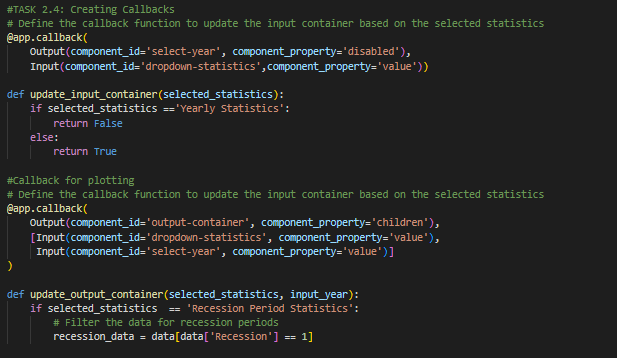 #TASK 2.4: Creating Callbacks
# Define the callback function to update the input container based on the selected statistics
@app.callback(
    Output(component_id='select-year', component_property='disabled'),
    Input(component_id='dropdown-statistics',component_property='value'))

def update_input_container(selected_statistics):
    if selected_statistics =='Yearly Statistics':
        return False
    else:
        return True

#Callback for plotting
# Define the callback function to update the input container based on the selected statistics
@app.callback(
    Output(component_id='output-container', component_property='children'),
    [Input(component_id='dropdown-statistics', component_property='value'),
     Input(component_id='select-year', component_property='value')]
)

def update_output_container(selected_statistics, input_year):
    if selected_statistics  == 'Recession Period Statistics':
        # Filter the data for recession periods
        recession_data = data[data['Recession'] == 1]